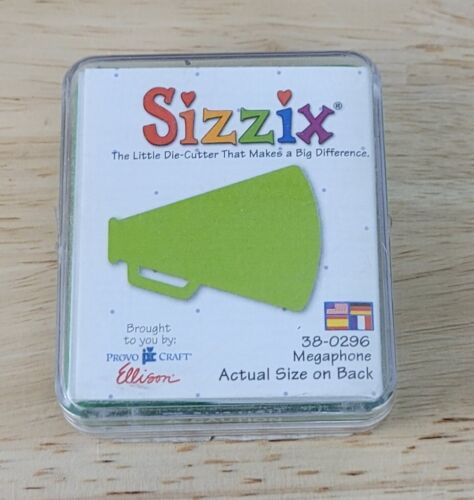 Sizzix®
The Little Die-Cutter That Makes a Big Difference.
Brought
to you by:
PROVO CRAFT®
Ellison®
38-0296
Megaphone
Actual Size on Back
CAUTION